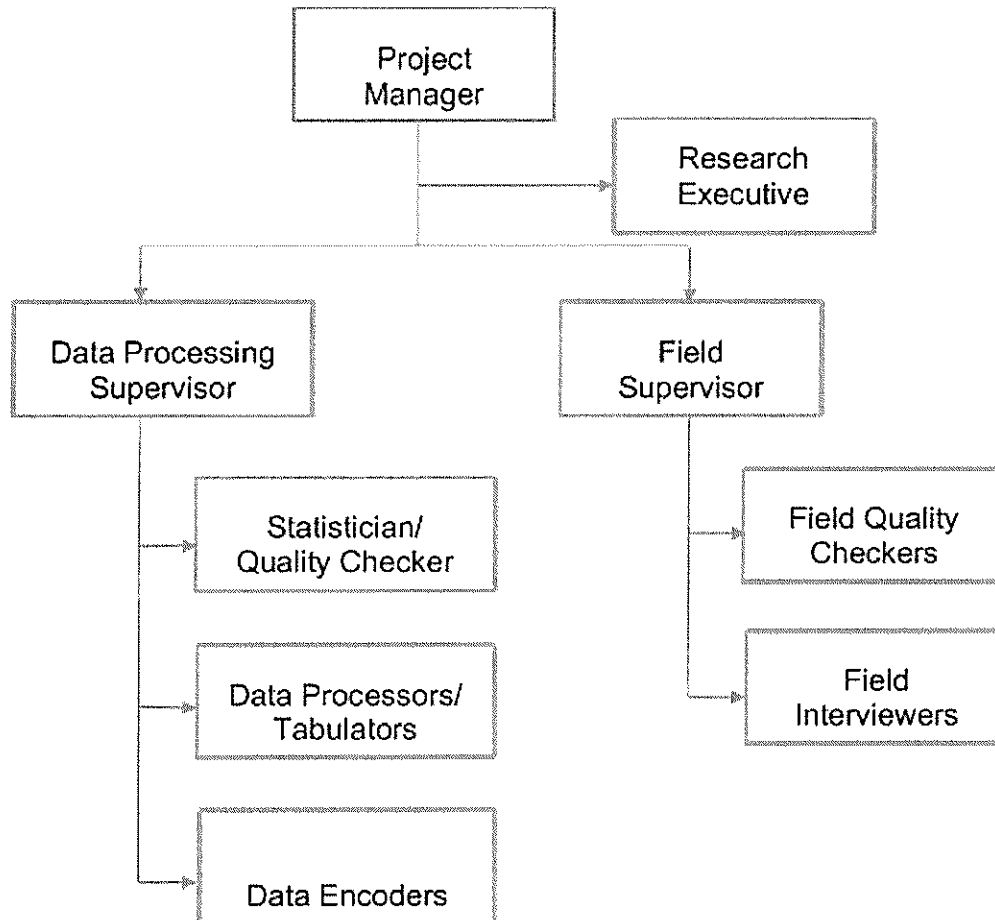 Project
Manager
Research
Executive
Data Processing
Supervisor
Field
Supervisor
Statistician/
Quality Checker
Field Quality
Checkers
Data Processors/
Tabulators
Field
Interviewers
Data Encoders